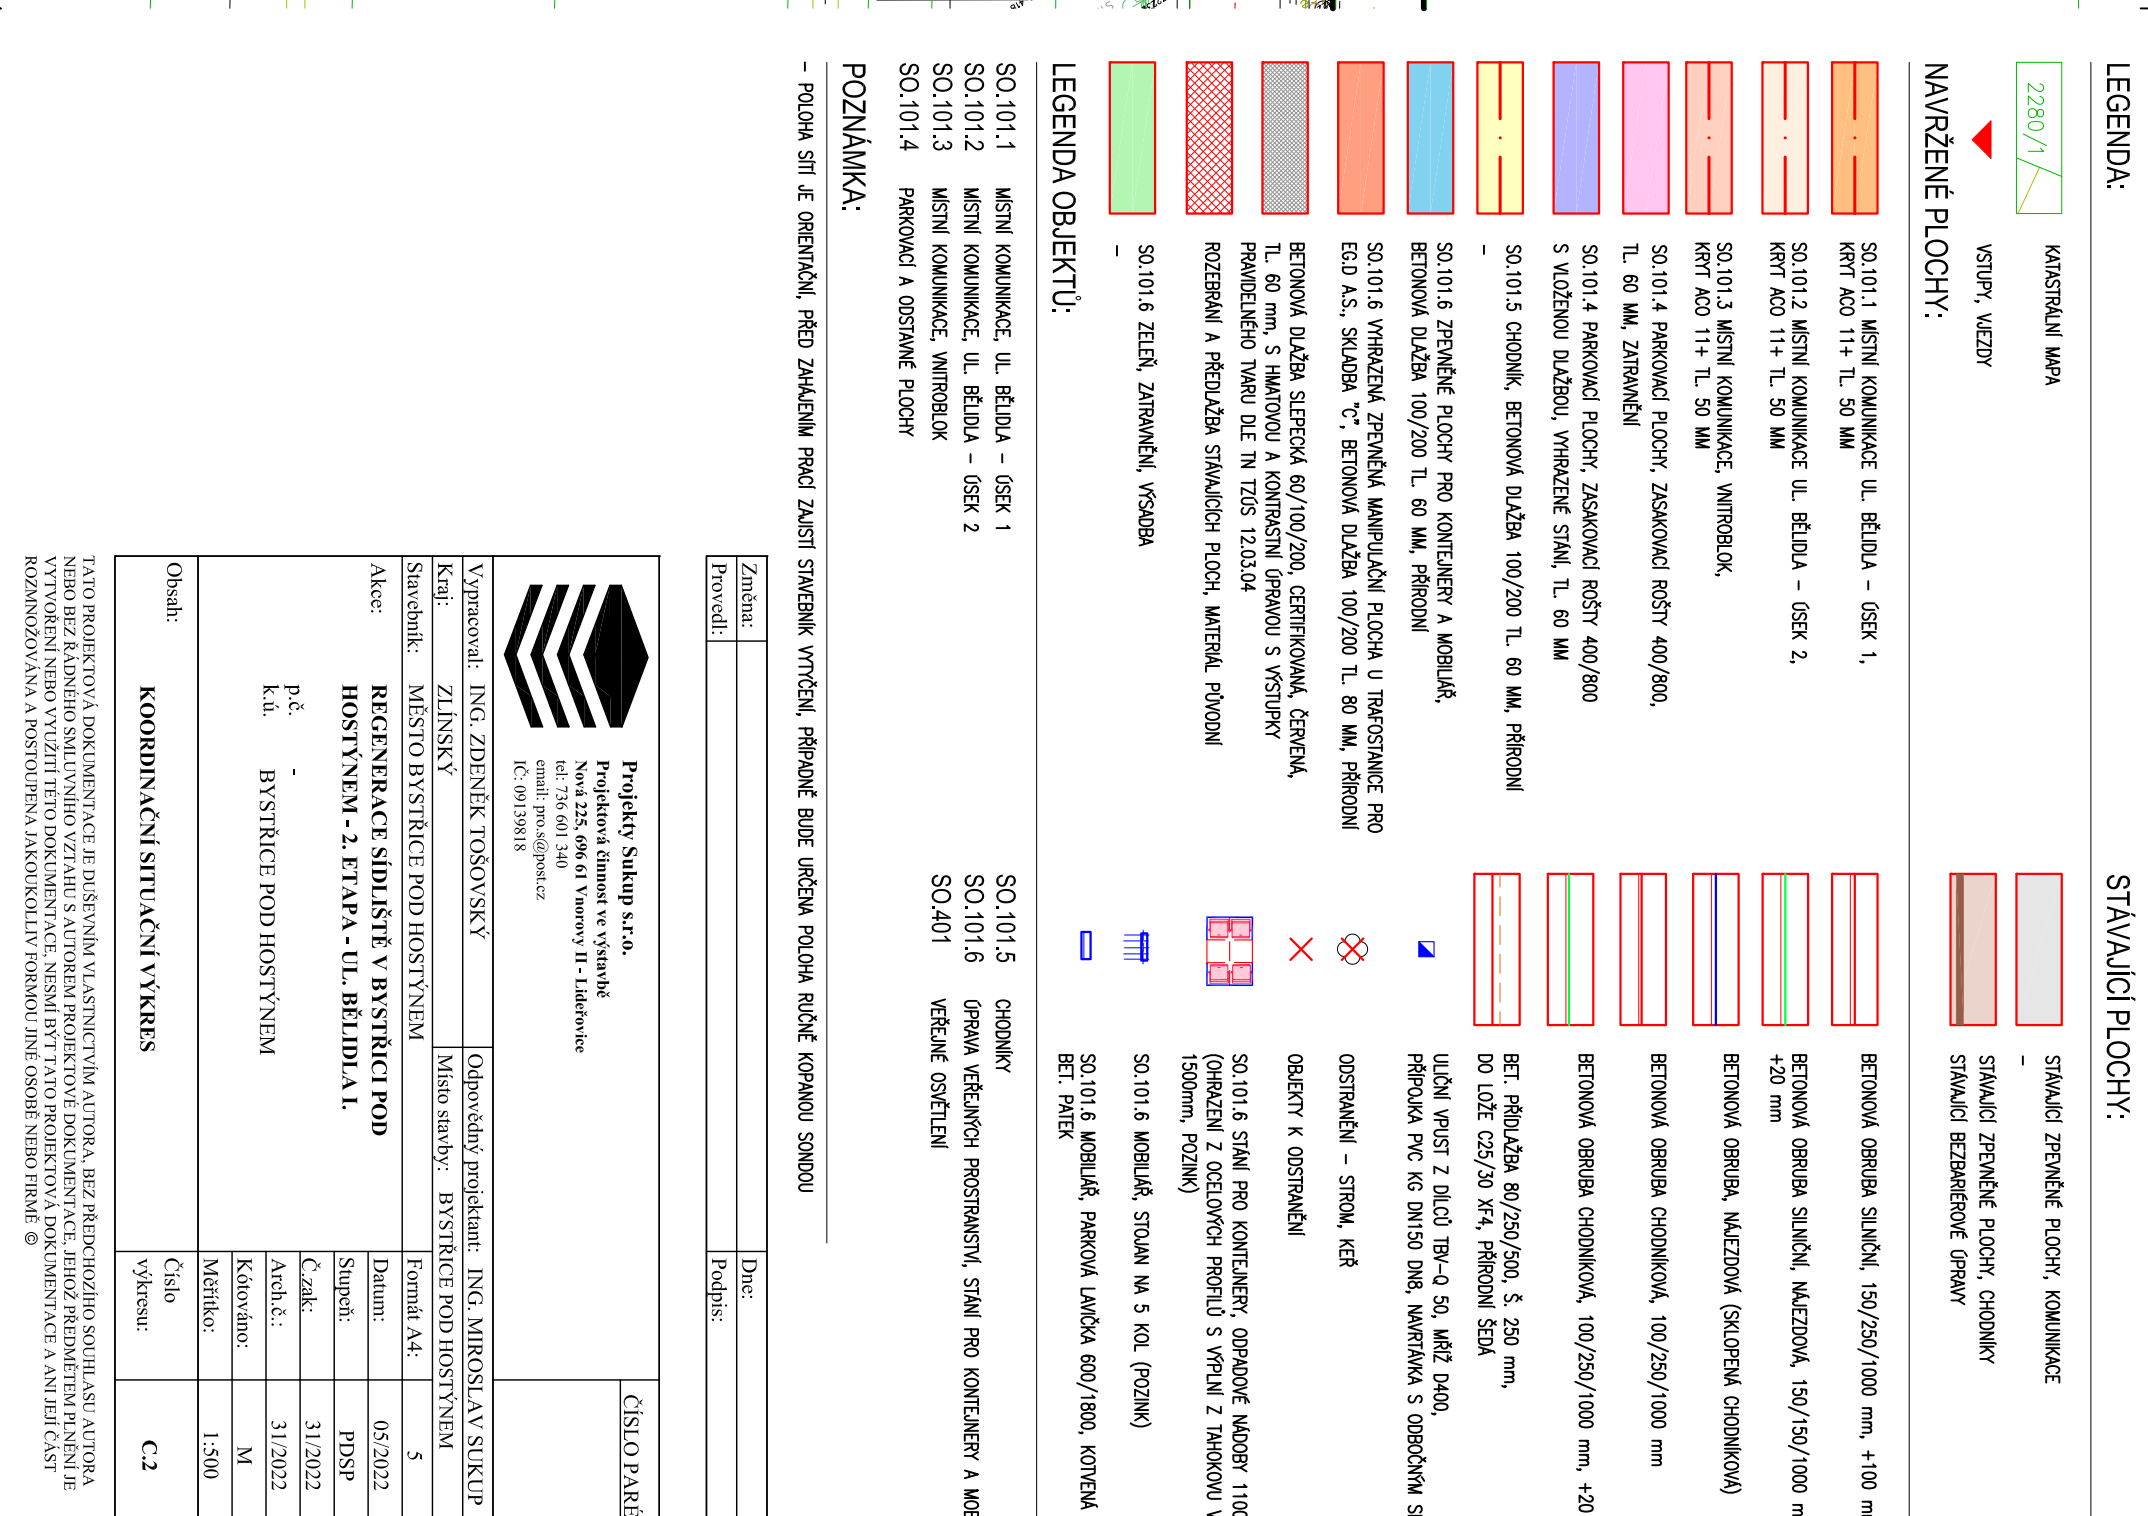 LEGENDA:
2280/1
KATASTRÁLNÍ MAPA
VSTUPY, VJEZDY
NAVRŽENÉ PLOCHY:
SO.101.1 MÍSTNÍ KOMUNIKACE UL. BĚLIDLA – ÚSEK 1,
KRYT ACO 11+ TL. 50 MM
SO.101.2 MÍSTNÍ KOMUNIKACE UL. BĚLIDLA – ÚSEK 2,
KRYT ACO 11+ TL. 50 MM
SO.101.3 MÍSTNÍ KOMUNIKACE, VNITROBLOK,
KRYT ACO 11+ TL. 50 MM
SO.101.4 PARKOVACÍ PLOCHY, ZASAKOVACÍ ROŠTY 400/800,
TL. 60 MM, ZATRAVNĚNÍ
SO.101.4 PARKOVACÍ PLOCHY, ZASAKOVACÍ ROŠTY 400/800
S VLOŽENOU DLAŽBOU, VYHRAZENÉ STÁNÍ, TL. 60 MM
SO.101.5 CHODNÍK, BETONOVÁ DLAŽBA 100/200 TL. 60 MM, PŘÍRODNÍ
–
SO.101.6 ZPEVNĚNÉ PLOCHY PRO KONTEJNERY A MOBILIÁŘ,
BETONOVÁ DLAŽBA 100/200 TL. 60 MM, PŘÍRODNÍ
SO.101.6 VYHRAZENÁ ZPEVNĚNÁ MANIPULAČNÍ PLOCHA U TRAFOSTANICE PRO
EG.D A.S., SKLADBA "C", BETONOVÁ DLAŽBA 100/200 TL. 80 MM, PŘÍRODNÍ
BETONOVÁ DLAŽBA SLEPECKÁ 60/100/200, CERTIFIKOVANÁ, ČERVENÁ,
TL. 60 mm, S HMATOVOU A KONTRASTNÍ ÚPRAVOU S VÝSTUPKY
PRAVIDELNÉHO TVARU DLE TN TZÚS 12.03.04
ROZEBRÁNÍ A PŘEDLAŽBA STÁVAJÍCÍCH PLOCH, MATERIÁL PŮVODNÍ
SO.101.6 ZELEŇ, ZATRAVNĚNÍ, VÝSADBA
–
STÁVAJÍCÍ PLOCHY:
STÁVAJÍCÍ ZPEVNĚNÉ PLOCHY, KOMUNIKACE
–
STÁVAJÍCÍ ZPEVNĚNÉ PLOCHY, CHODNÍKY
STÁVAJÍCÍ BEZBARIÉROVÉ ÚPRAVY
BETONOVÁ OBRUBA SILNIČNÍ, 150/250/1000 mm, +100
BETONOVÁ OBRUBA SILNIČNÍ, NÁJEZDOVÁ, 150/150/1000
+20 mm
BETONOVÁ OBRUBA, NÁJEZDOVÁ (SKLOPENÁ CHODNÍKOVÁ)
BETONOVÁ OBRUBA CHODNÍKOVÁ, 100/250/1000 mm
BETONOVÁ OBRUBA CHODNÍKOVÁ, 100/250/1000 mm, +20
BET. PŘÍDLAŽBA 80/250/500, Š. 250 mm,
DO LOŽE C25/30 XF4, PŘÍRODNÍ ŠEDÁ
ULIČNÍ VPUST Z DÍLCŮ TBV–Q 50, MŘÍŽ D400,
PŘÍPOJKA PVC KG DN150 DN8, NAVRTÁVKA S ODBOČNÝM
ODSTRANĚNÍ – STROM, KEŘ
OBJEKTY K ODSTRANĚNÍ
SO.101.6 STÁNÍ PRO KONTEJNERY, ODPADOVÉ NÁDOBY 1100
(OHRAZENÍ Z OCELOVÝCH PROFILŮ S VÝPLNÍ Z TAHOKOVU
1500mm, POZINK)
SO.101.6 MOBILIÁŘ, STOJAN NA 5 KOL (POZINK)
SO.101.6 MOBILIÁŘ, PARKOVÁ LAVIČKA 600/1800, KOTVENÁ
BET. PATEK
LEGENDA OBJEKTŮ:
SO.101.1 MÍSTNÍ KOMUNIKACE, UL. BĚLIDLA – ÚSEK 1
SO.101.2 MÍSTNÍ KOMUNIKACE, UL. BĚLIDLA – ÚSEK 2
SO.101.3 MÍSTNÍ KOMUNIKACE, VNITROBLOK
SO.101.4 PARKOVACÍ A ODSTAVNÉ PLOCHY
SO.101.5 CHODNÍKY
SO.101.6 ÚPRAVA VEŘEJNÝCH PROSTRANSTVÍ, STÁNÍ PRO KONTEJNERY A
SO.401 VEŘEJNÉ OSVĚTLENÍ
POZNÁMKA:
– POLOHA SÍTÍ JE ORIENTAČNÍ, PŘED ZAHÁJENÍM PRACÍ ZAJISTÍ STAVEBNÍK VYTYČENÍ, PŘÍPADNĚ BUDE URČENA POLOHA RUČNĚ KOPANOU SONDOU
Změna: Dne:
Provedl: Podpis:
Projekty Sukup s.r.o.
Projektová činnost ve výstavbě
Nová 225, 696 61 Vnorovy II - Lideřovice
tel: 736 601 340
email: pro.s@post.cz
IČ: 09139818
ČÍSLO PARÉ
Vypracoval: ING. ZDENĚK TOŠOVSKÝ Odpovědný projektant: ING. MIROSLAV SUKUP
Kraj: ZLÍNSKÝ Místo stavby: BYSTŘICE POD HOSTÝNEM
Stavebník: MĚSTO BYSTŘICE POD HOSTÝNEM Formát A4: 5
Akce: REGENERACE SÍDLIŠTĚ V BYSTŘICI POD
HOSTÝNEM - 2. ETAPA - UL. BĚLIDLA I.
p.č. -
k.ú. BYSTŘICE POD HOSTÝNEM
Datum: 05/2022
Stupeň: PDSP
Č.zak: 31/2022
Arch.č.: 31/2022
Kótováno: M
Měřítko: 1:500
Obsah:
KOORDINAČNÍ SITUAČNÍ VÝKRES
Číslo
výkresu: C.2
TATO PROJEKTOVÁ DOKUMENTACE JE DUŠEVNÍM VLASTNICTVÍM AUTORA, BEZ PŘEDCHOZÍHO SOUHLASU AUTORA
NEBO BEZ ŘÁDNÉHO SMLUVNÍHO VZTAHU S AUTOREM PROJEKTOVÉ DOKUMENTACE, JEHOŽ PŘEDMĚTEM PLNĚNÍ JE
VYTVOŘENÍ NEBO VYUŽITÍ TÉTO DOKUMENTACE, NESMÍ BÝT TATO PROJEKTOVÁ DOKUMENTACE A ANI JEJÍ ČÁST
ROZMNOŽOVÁNA A POSTOUPENA JAKOUKOLLIV FORMOU JINÉ OSOBĚ NEBO FIRMĚ ©